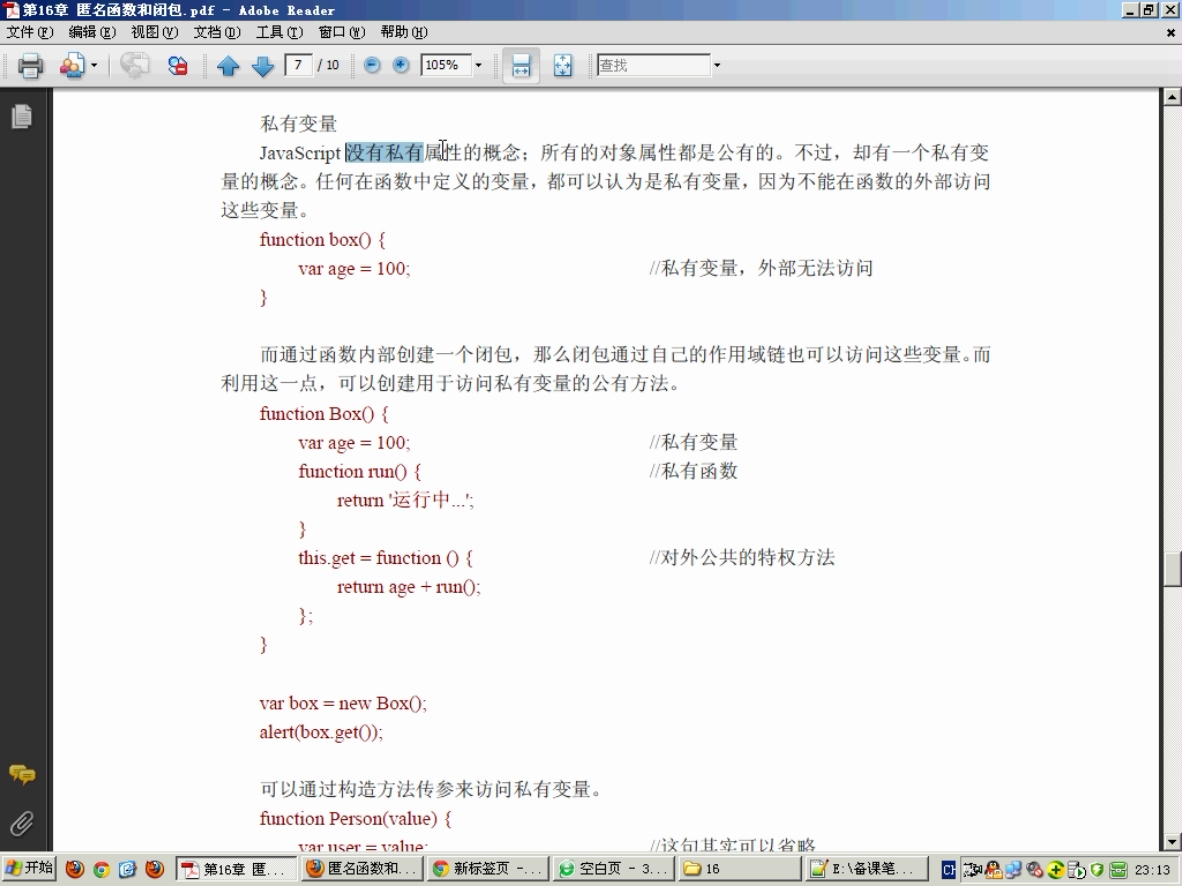 第16章 匿名函数和闭包.pdf - Adobe Reader
文件(F) 编辑(E) 视图(V) 文档(D) 工具(T) 窗口(W) 帮助(H)
7 / 10 105% 查找
私有变量
JavaScript 没有私有属性的概念；所有的对象属性都是公有的。不过，却有一个私有变
量的概念。任何在函数中定义的变量，都可以认为是私有变量，因为不能在函数的外部访问
这些变量。
function box() {
var age = 100; //私有变量，外部无法访问
}
而通过函数内部创建一个闭包，那么闭包通过自己的作用域链也可以访问这些变量。而
利用这一点，可以创建用于访问私有变量的公有方法。
function Box() {
var age = 100; //私有变量
function run() { //私有函数
return '运行中...';
}
this.get = function () { //对外公共的特权方法
return age + run();
};
}
var box = new Box();
alert(box.get());
可以通过构造方法传参来访问私有变量。
function Person(value) {
var user = value; //这句其实可以省略
开始 第16章 匿... 匿名函数和... 新标签页 -... 空白页 - 3... 16 E:\备课笔... CH 23:13